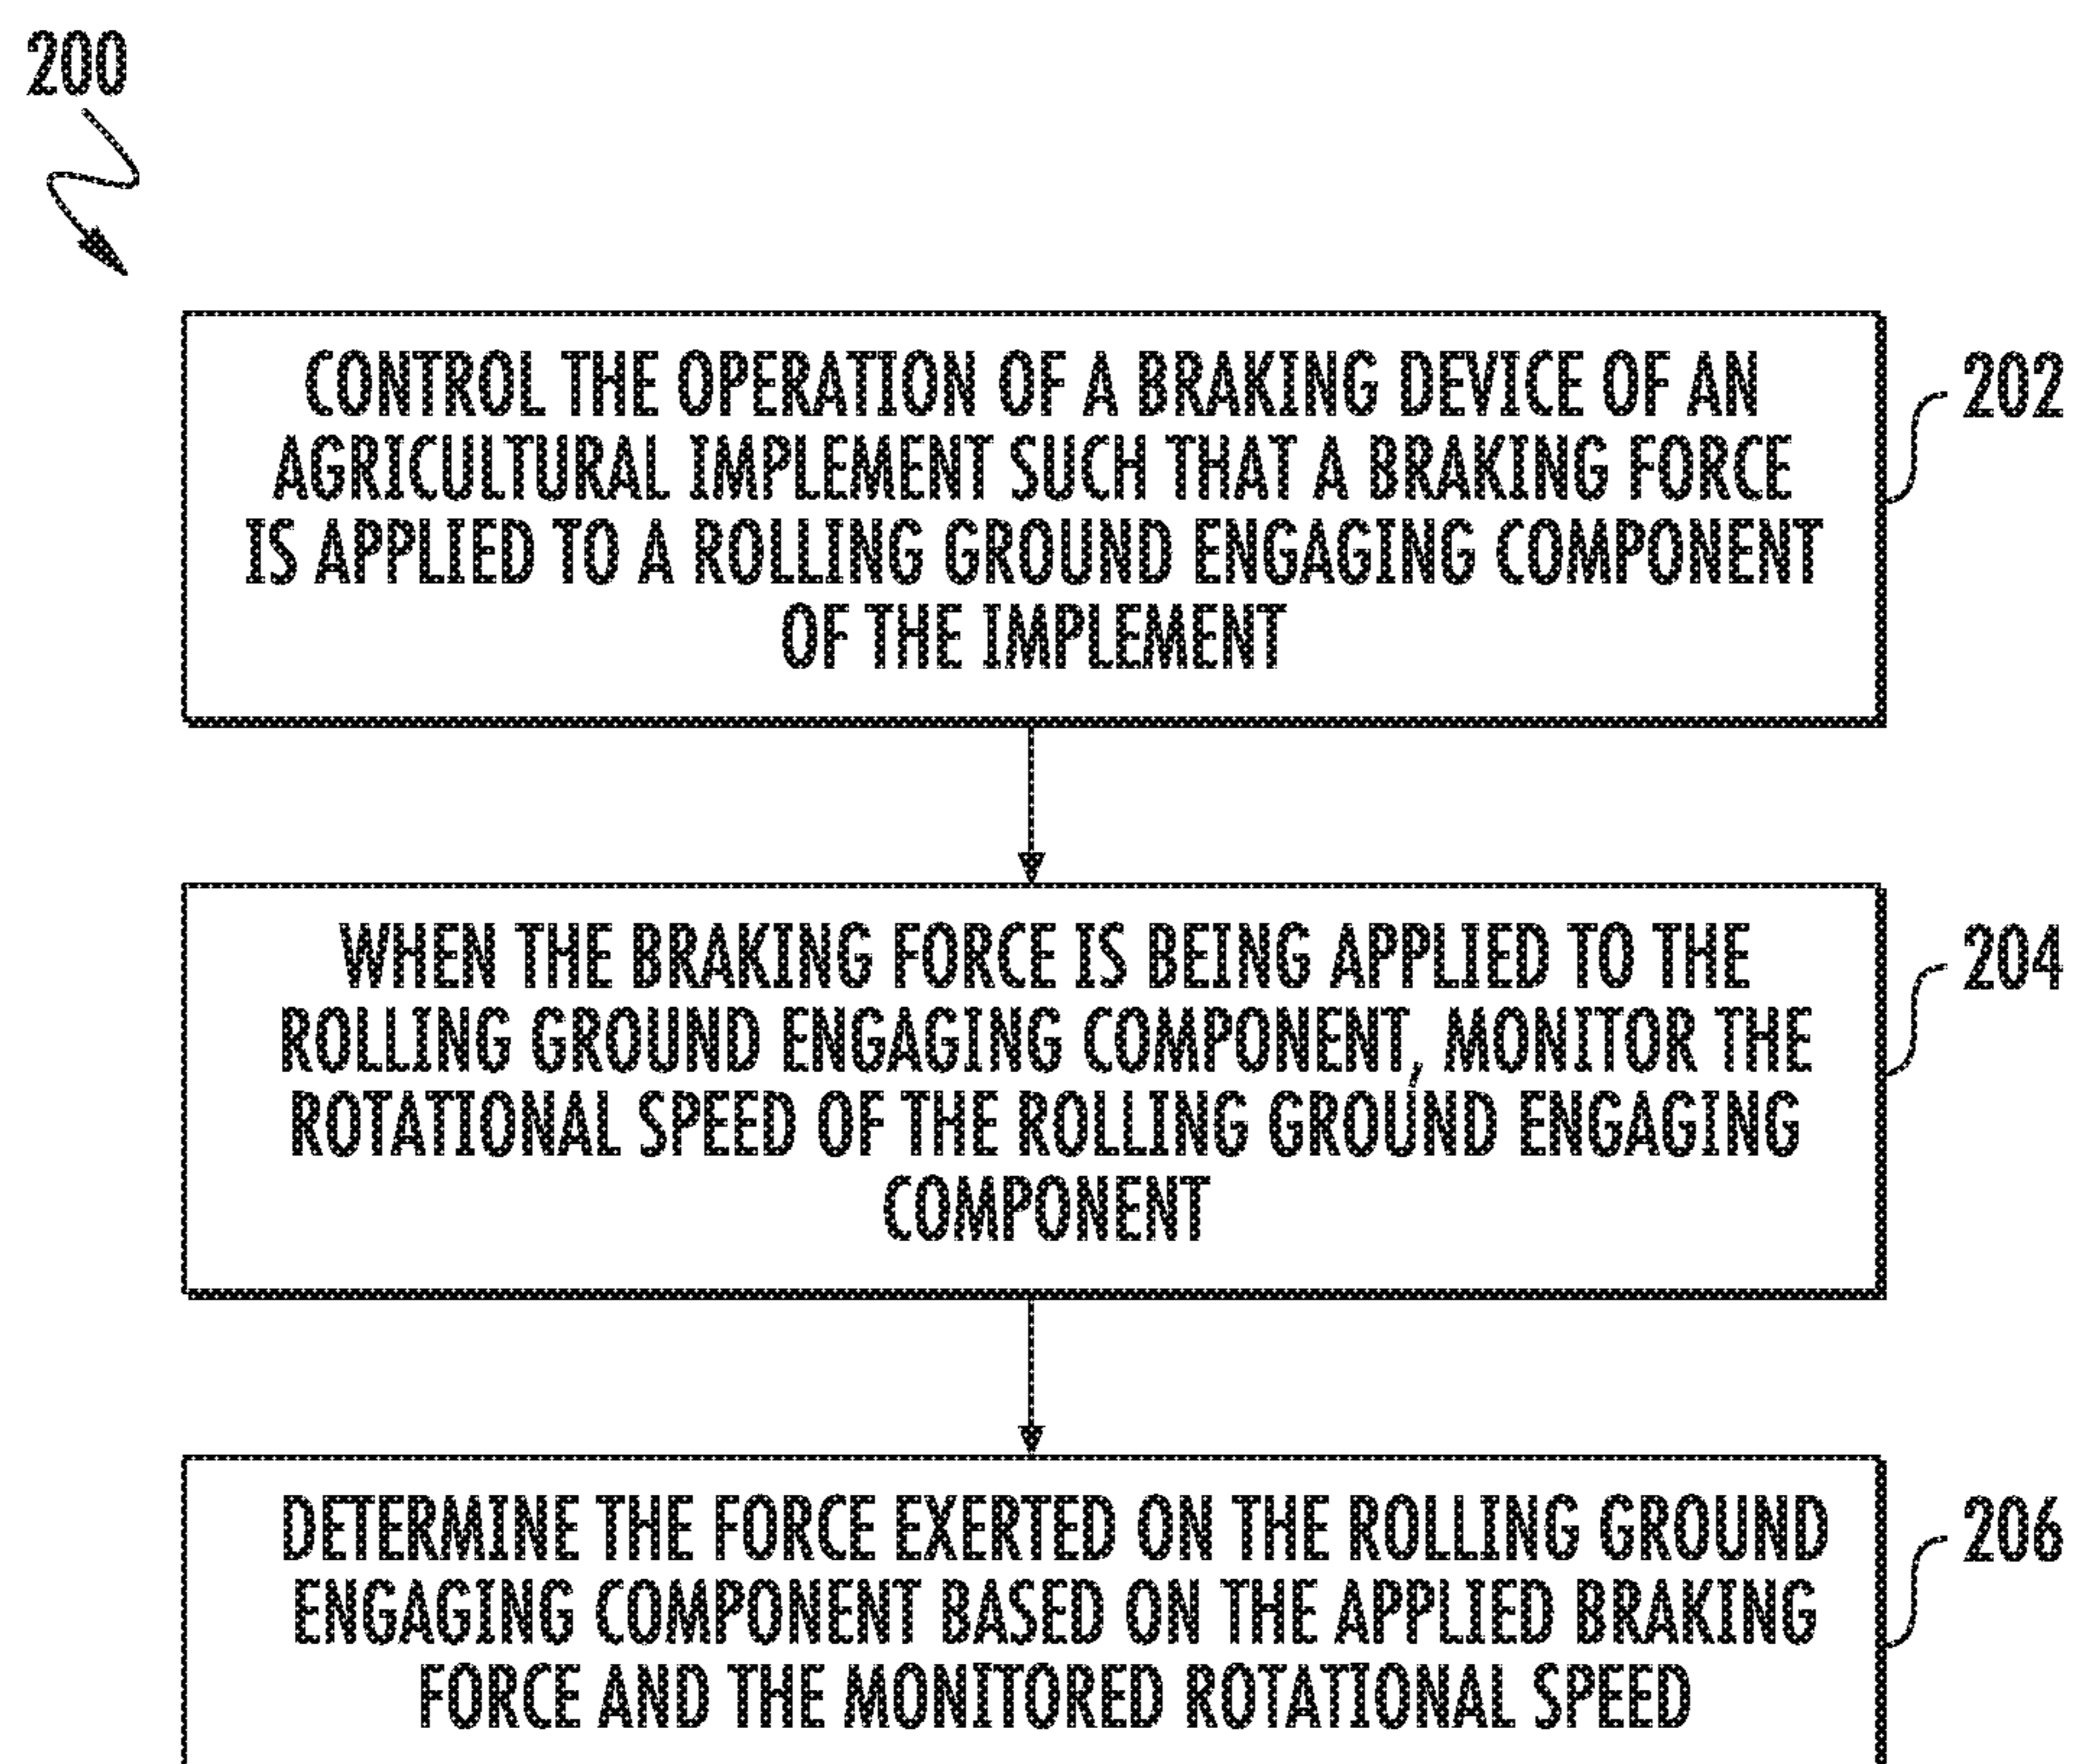 200
CONTROL THE OPERATION OF A BRAKING DEVICE OF AN
AGRICULTURAL IMPLEMENT SUCH THAT A BRAKING FORCE
IS APPLIED TO A ROLLING GROUND ENGAGING COMPONENT
OF THE IMPLEMENT
202
WHEN THE BRAKING FORCE IS BEING APPLIED TO THE
ROLLING GROUND ENGAGING COMPONENT, MONITOR THE
ROTATIONAL SPEED OF THE ROLLING GROUND ENGAGING
COMPONENT
204
DETERMINE THE FORCE EXERTED ON THE ROLLING GROUND
ENGAGING COMPONENT BASED ON THE APPLIED BRAKING
FORCE AND THE MONITORED ROTATIONAL SPEED
206